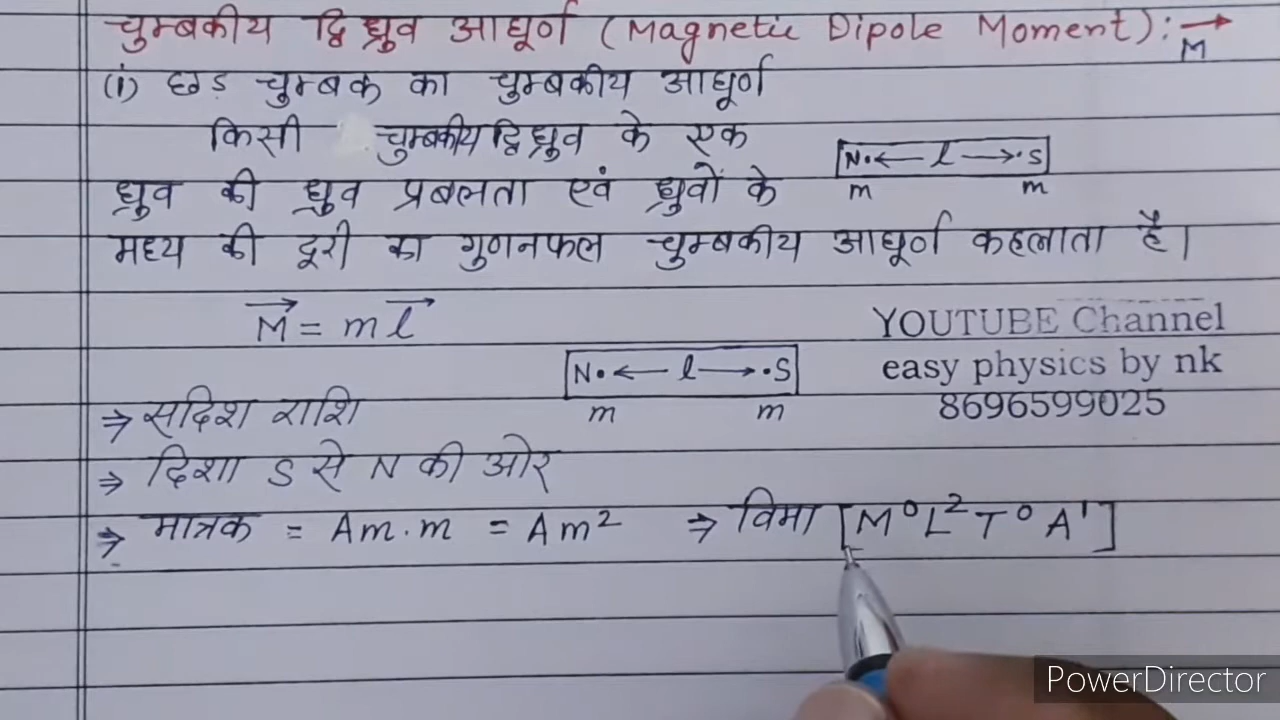 चुम्बकीय द्विध्रुव आघूर्ण (Magnetic Dipole Moment):→
M
(i) छड़ चुम्बक का चुम्बकीय आघूर्ण
किसी चुम्बकीय द्विध्रुव के एक
N.← l →.S
m m
ध्रुव की ध्रुव प्रबलता एवं ध्रुवों के
मध्य की दूरी का गुणनफल चुम्बकीय आघूर्ण कहलाता है।
M⃗ = m l⃗
YOUTUBE Channel
easy physics by nk
8696599025
N.← l →.S
m m
⇒ सदिश राशि
⇒ दिशा S से N की ओर
⇒ मात्रक = Am.m = Am² ⇒ विमा [M⁰L²T⁰A¹]
PowerDirector